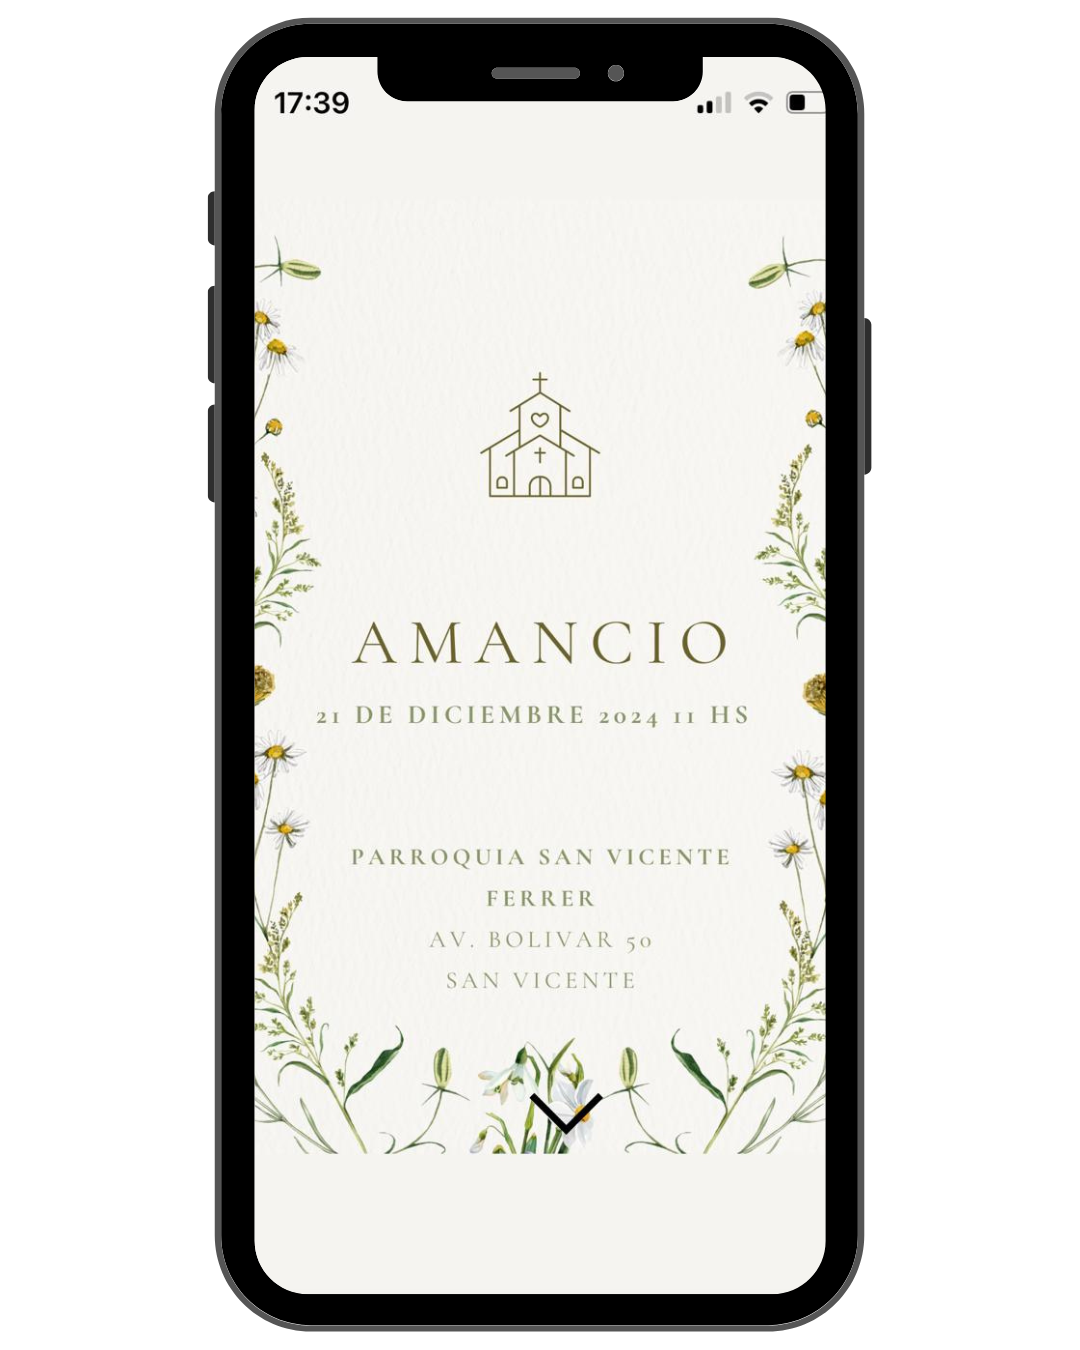 17:39
AMANCIO
21 DE DICIEMBRE 2024 11 HS
PARROQUIA SAN VICENTE
FERRER
AV. BOLIVAR 50
SAN VICENTE